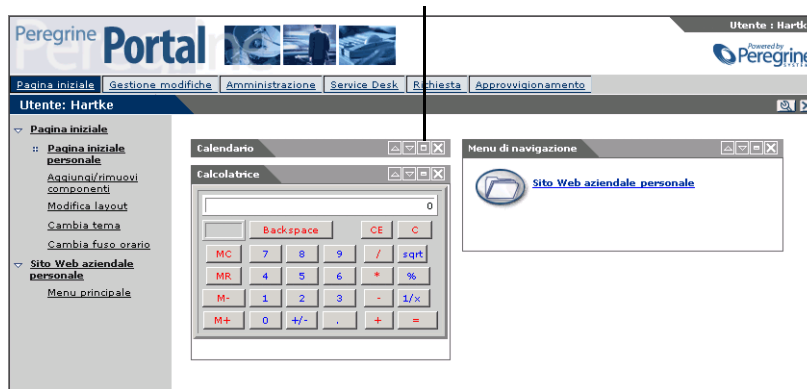 Peregrine Portal
Utente : Hartk
Powered by
Peregrine
Pagina iniziale Gestione modifiche Amministrazione Service Desk Richiesta Approvvigionamento
Utente: Hartke
Pagina iniziale
Pagina iniziale
personale
Aggiungi/rimuovi
componenti
Modifica layout
Cambia tema
Cambia fuso orario
Sito Web aziendale
personale
Menu principale
Calendario
Calcolatrice
0
Backspace CE C
MC 7 8 9 / sqrt
MR 4 5 6 * %
M- 1 2 3 - 1/x
M+ 0 +/- . + =
Menu di navigazione
Sito Web aziendale personale